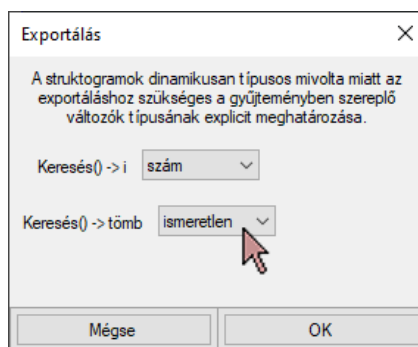 Exportálás
A struktogramok dinamikusan típusos mivolta miatt az
exportáláshoz szükséges a gyűjteményben szereplő
változók típusának explicit meghatározása.
Keresés() -> i szám
Keresés() -> tömb ismeretlen
Mégse OK